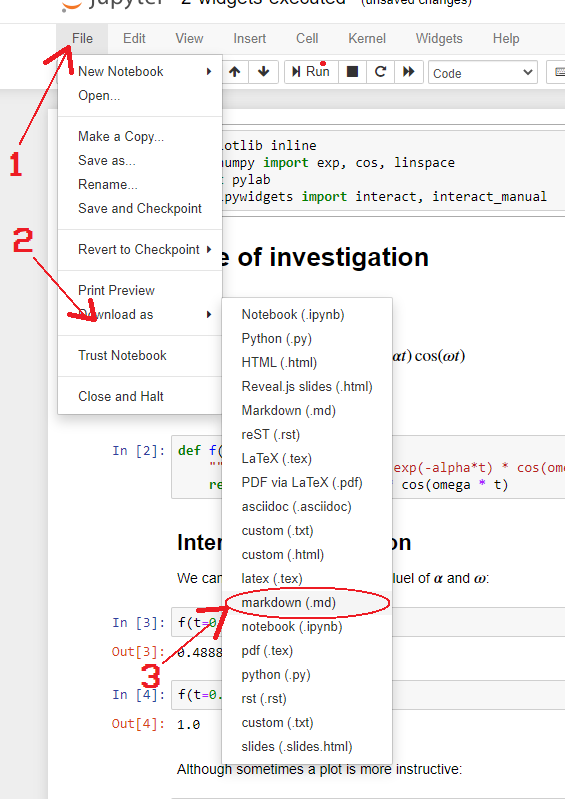 jupyter 2-widgets-executed (unsaved changes)
File Edit View Insert Cell Kernel Widgets Help
1
New Notebook
Open...
Run
Code
Make a Copy...
Save as...
Rename...
Save and Checkpoint
otlib inline
numpy import exp, cos, linspace
pylab
pywidgets import interact, interact_manual
2
Revert to Checkpoint
e of investigation
Print Preview
Download as
Trust Notebook
Close and Halt
αt) cos(ωt)
Notebook (.ipynb)
Python (.py)
HTML (.html)
Reveal.js slides (.html)
Markdown (.md)
reST (.rst)
LaTeX (.tex)
PDF via LaTeX (.pdf)
asciidoc (.asciidoc)
custom (.txt)
custom (.html)
latex (.tex)
markdown (.md)
notebook (.ipynb)
pdf (.tex)
python (.py)
rst (.rst)
custom (.txt)
slides (.slides.html)
3
In [2]: def f(
"" exp(-alpha*t) * cos(ome
re cos(omega * t)
Inter on
We can luel of α and ω:
In [3]: f(t=0.
Out[3]: 0.4888
In [4]: f(t=0.
Out[4]: 1.0
Although sometimes a plot is more instructive: